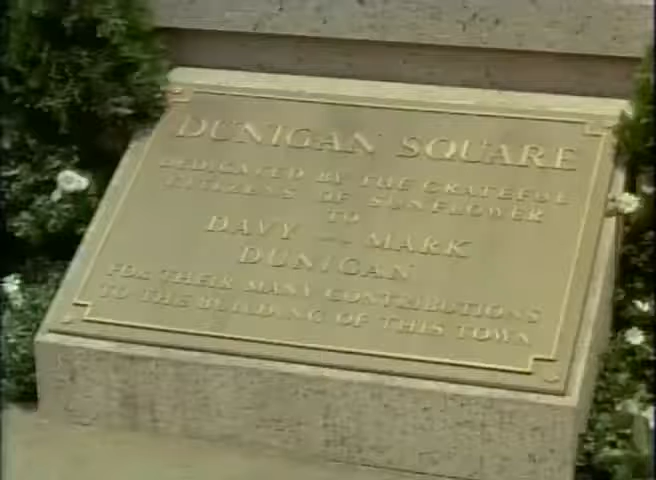 DUNIGAN SQUARE
DEDICATED BY THE GRATEFUL
CITIZENS OF SUNFLOWER
TO
DAVY AND MARK
DUNIGAN
FOR THEIR MANY CONTRIBUTIONS
TO THE BUILDING OF THIS TOWN